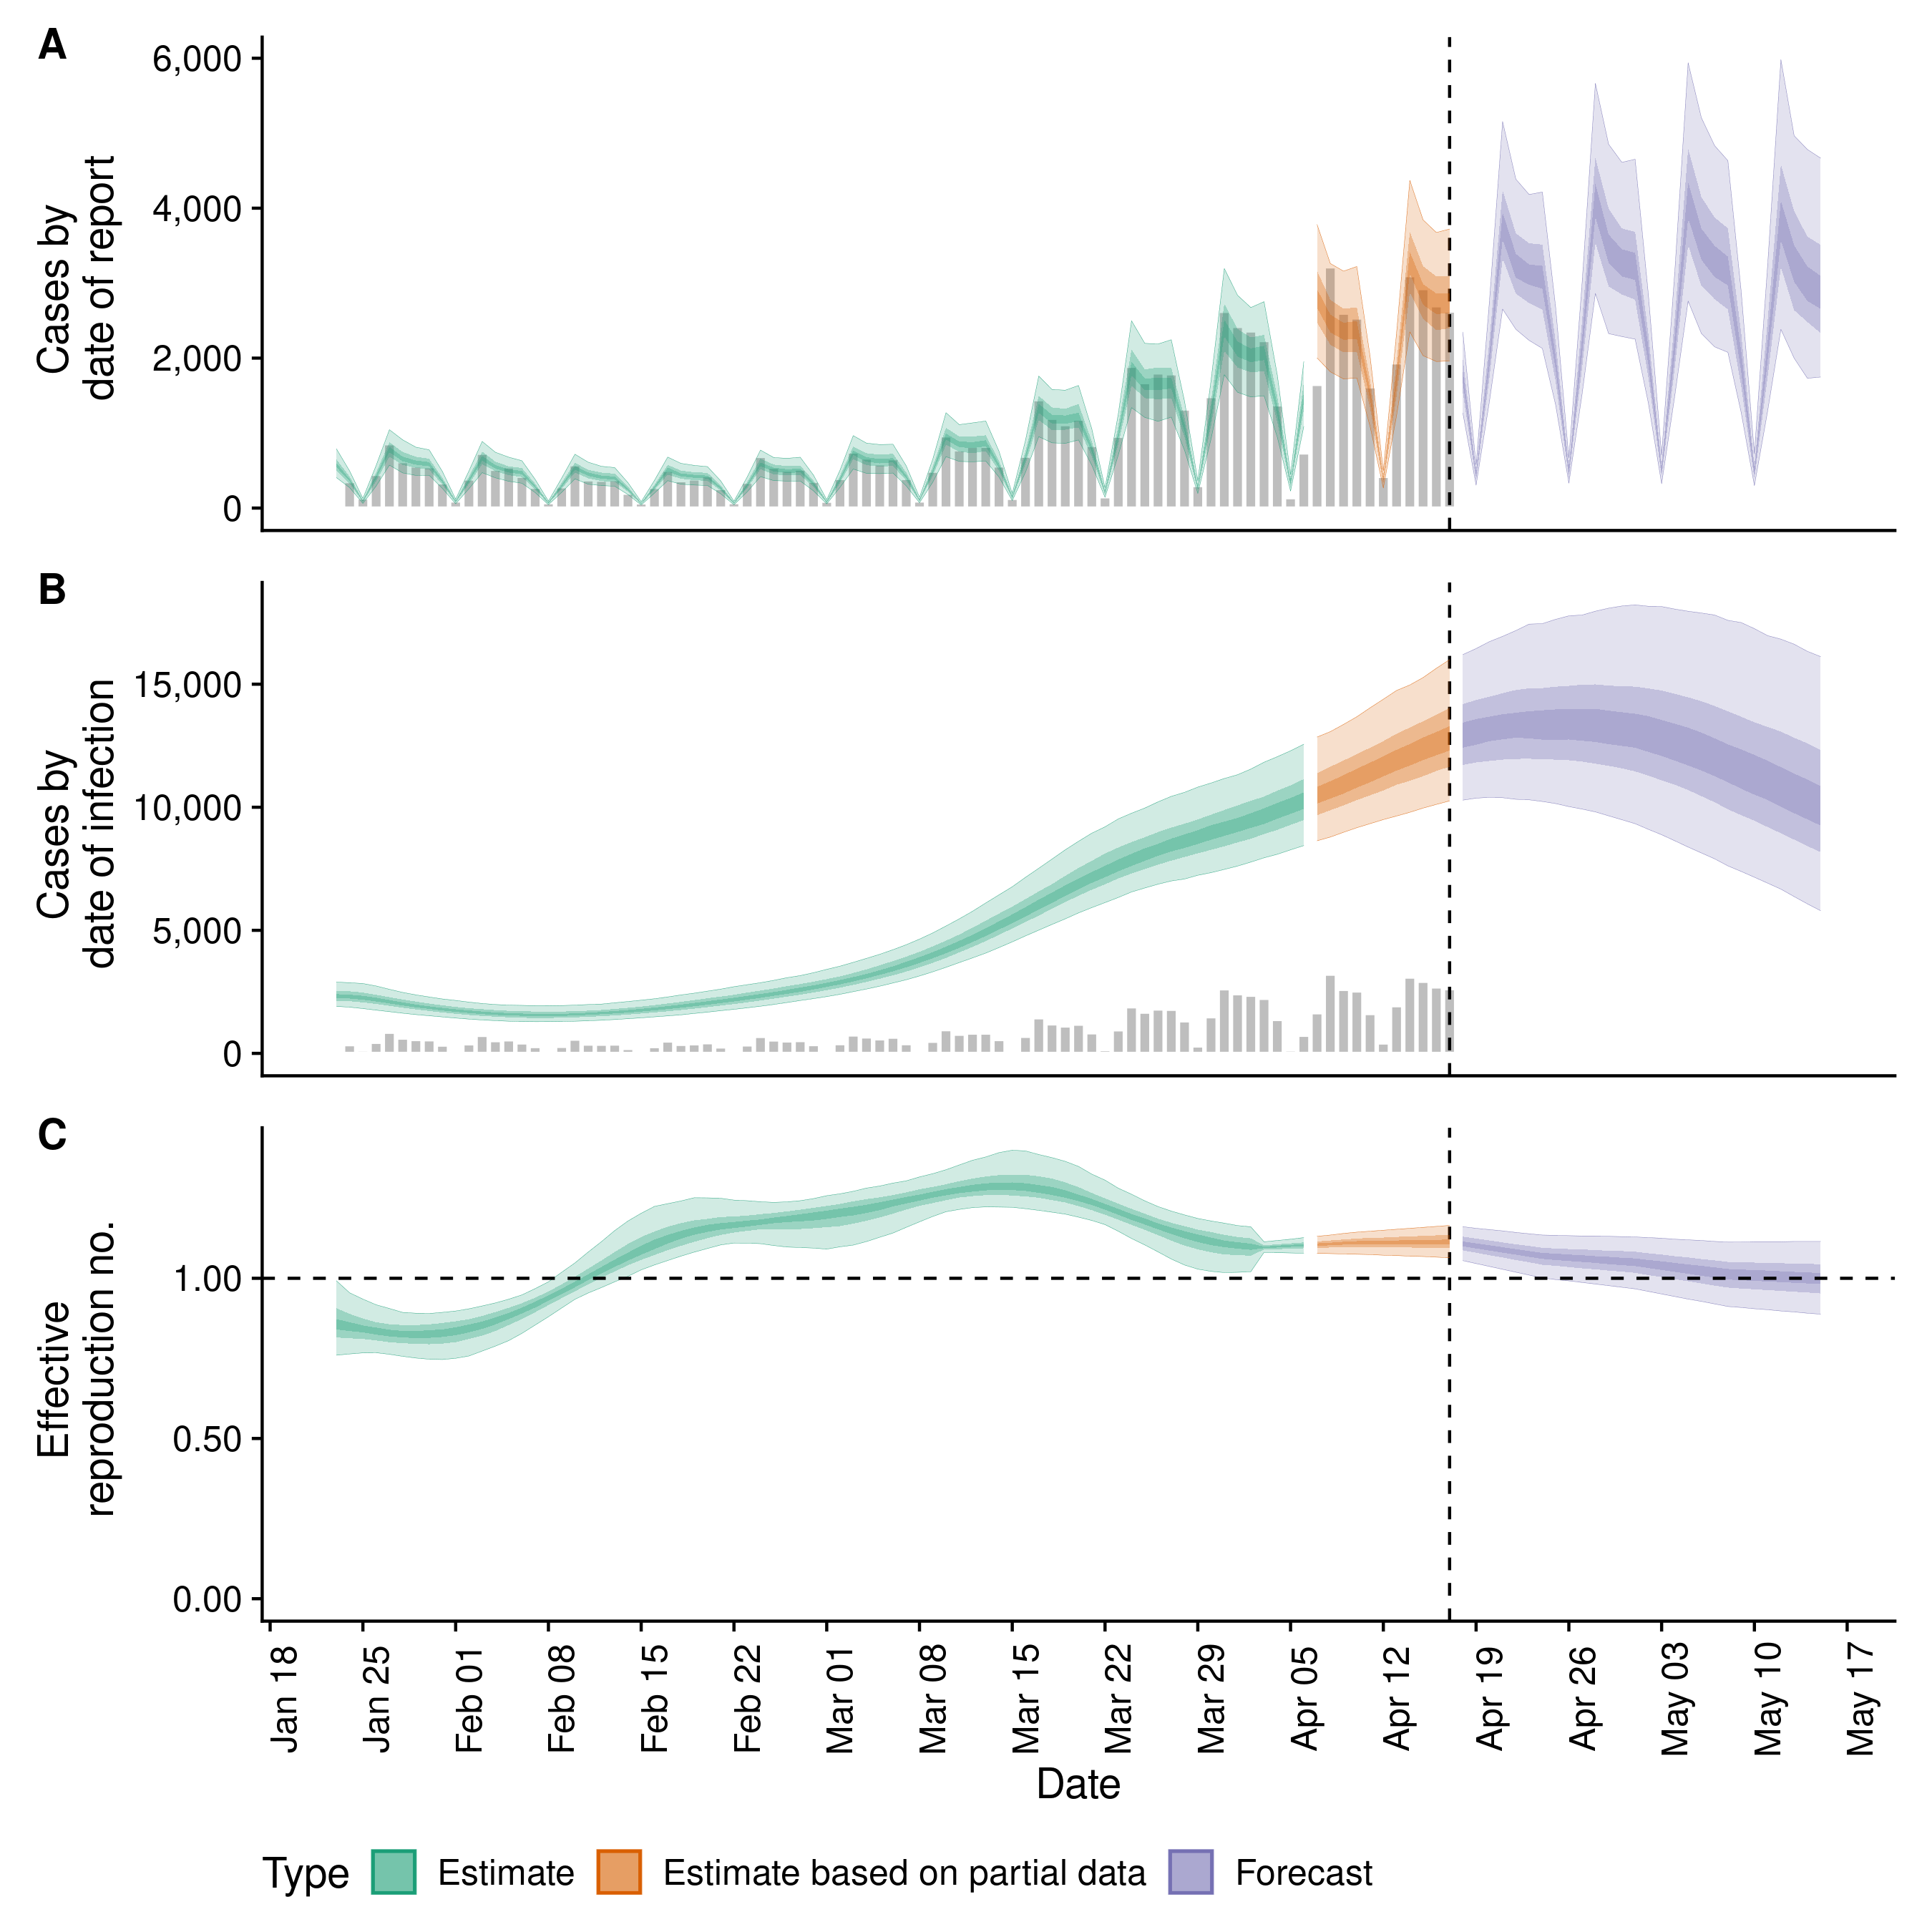 A
Cases by
date of report
6,000
4,000
2,000
0
B
Cases by
date of infection
15,000
10,000
5,000
0
C
Effective
reproduction no.
1.00
0.50
0.00
Jan 18
Jan 25
Feb 01
Feb 08
Feb 15
Feb 22
Mar 01
Mar 08
Mar 15
Mar 22
Mar 29
Apr 05
Apr 12
Apr 19
Apr 26
May 03
May 10
May 17
Date
Type Estimate Estimate based on partial data Forecast